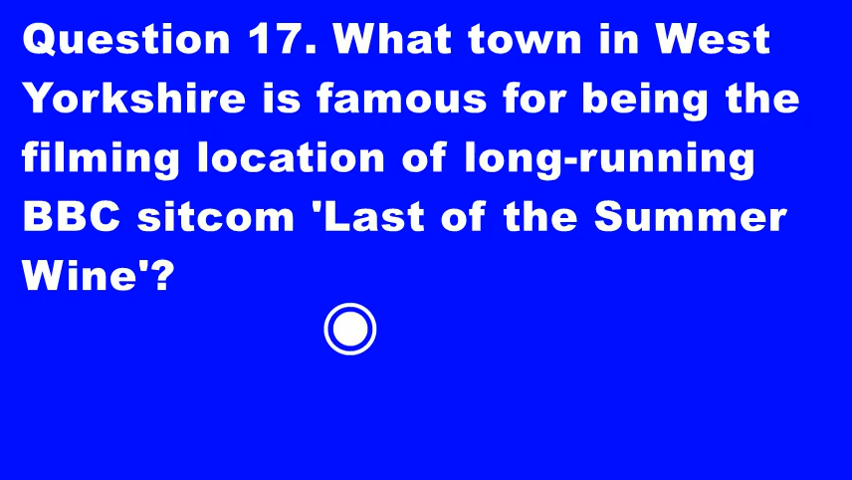 Question 17. What town in West
Yorkshire is famous for being the
filming location of long-running
BBC sitcom 'Last of the Summer
Wine'?